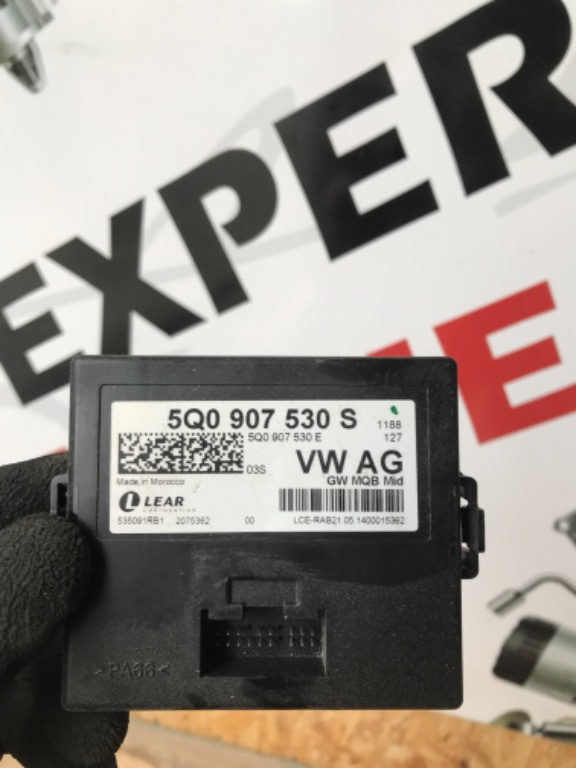 EXPER
5Q0 907 530 S
1188
5Q0 907 530 E
127
03S
VW AG
Made in Morocco
GW MQB Mid
LEAR
CORPORATION
535091RB1 2075362 00 LCE-RAB21 05.1400015362
>PA66<